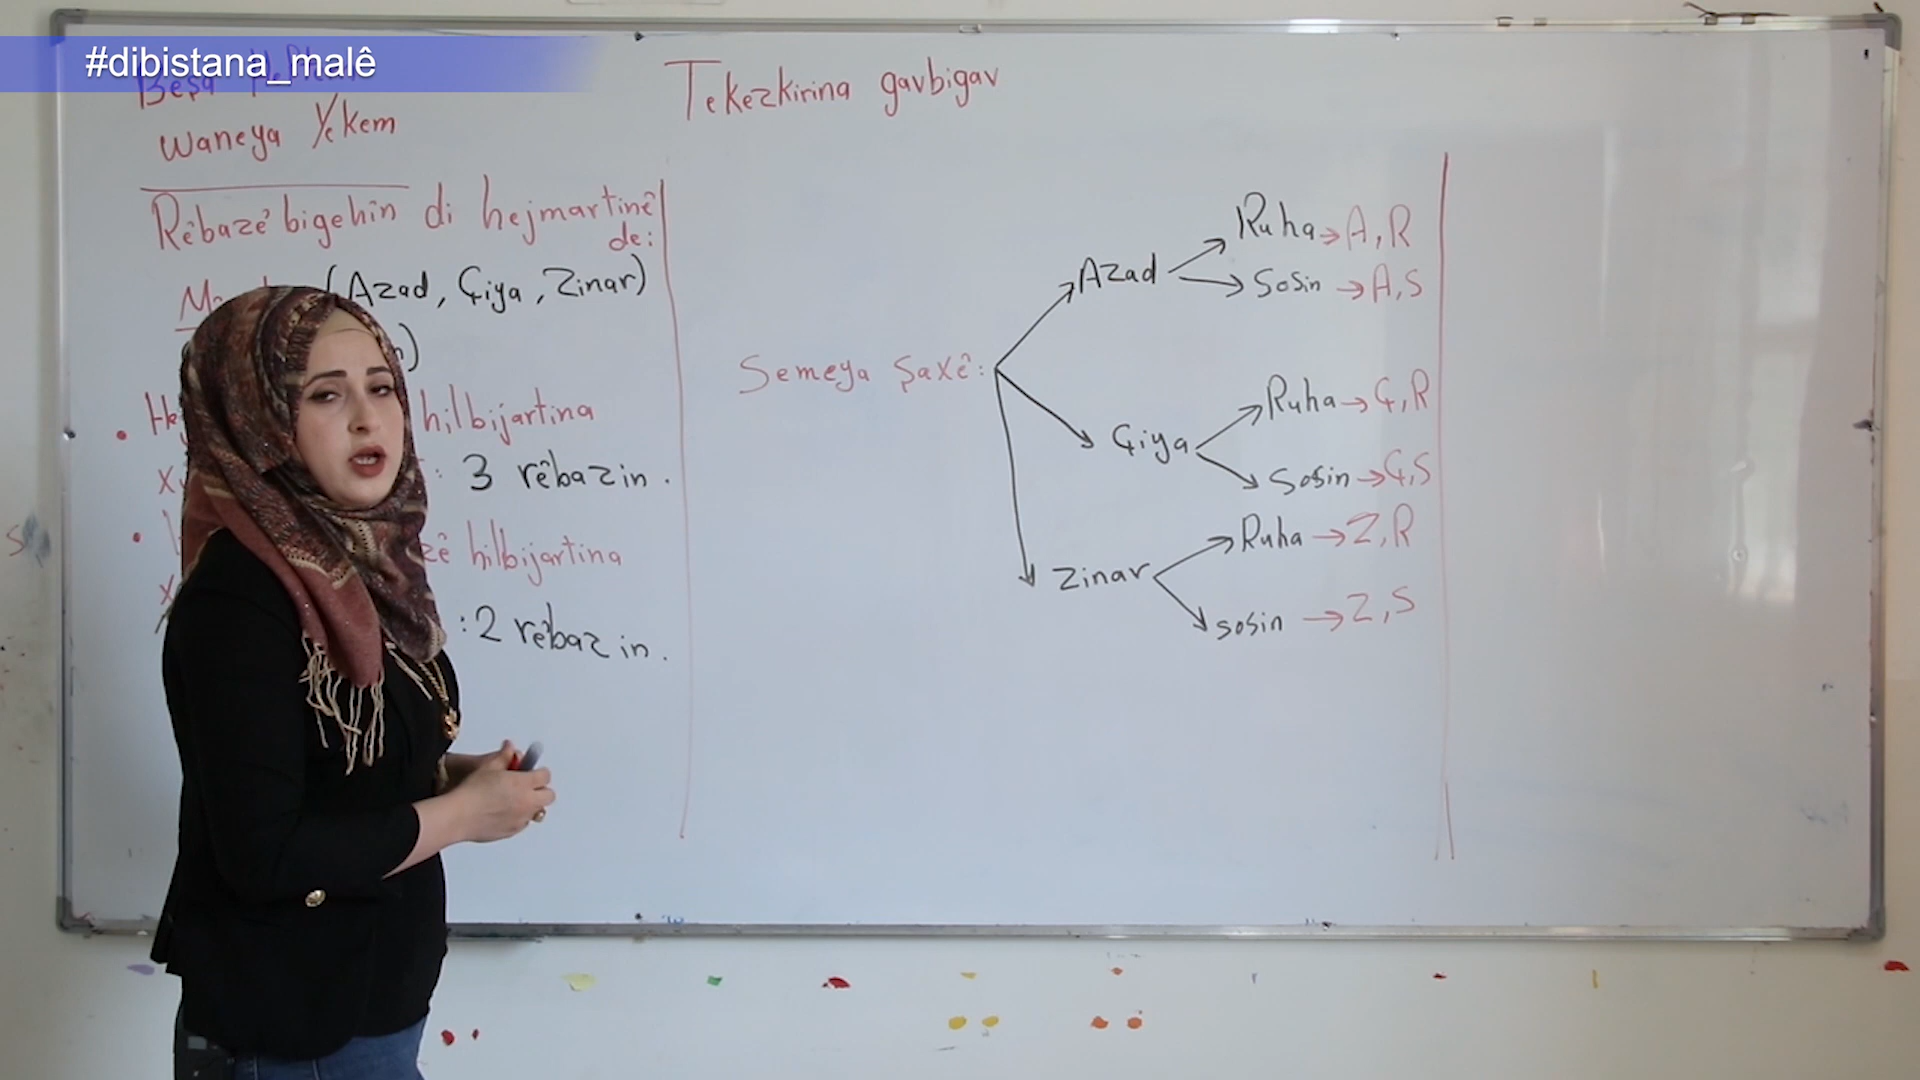 #dibistana_malê
Beşa
Waneya Yekem
Tekezkirina gavbigav
Rêbazê bigehîn di hejmartinê
de:
(Azad, Çiya, Zinar)
hilbijartina
: 3 rêbazin.
hilbijartina
: 2 rêbazin.
Semeya Şaxê:
Azad
Ruha → A, R
Sosin → A, S
Çiya
Ruha → Ç, R
Sosin → Ç, S
Zinar
Ruha → Z, R
Sosin → Z, S